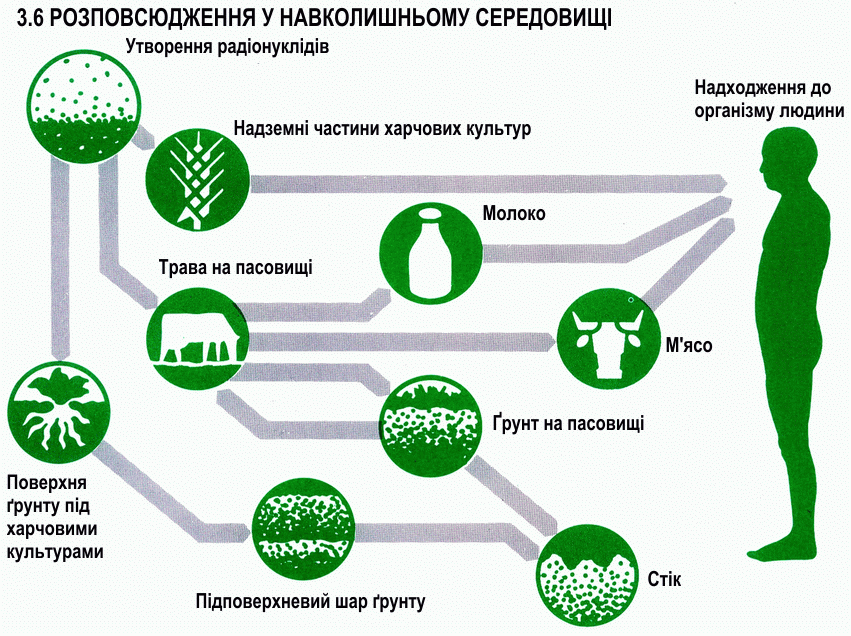 3.6 РОЗПОВСЮДЖЕННЯ У НАВКОЛИШНЬОМУ СЕРЕДОВИЩІ
Утворення радіонуклідів
Надходження до
організму людини
Надземні частини харчових культур
Молоко
Трава на пасовищі
М'ясо
Ґрунт на пасовищі
Поверхня
ґрунту під
харчовими
культурами
Підповерхневий шар ґрунту
Стік